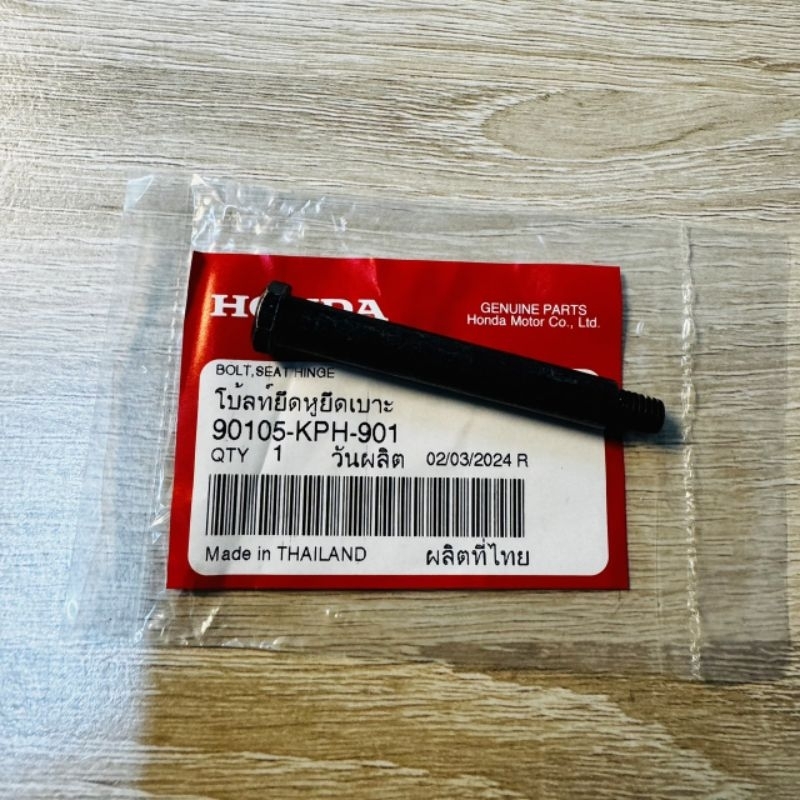 HONDA
GENUINE PARTS
Honda Motor Co., Ltd.
BOLT, SEAT HINGE
โบ้ลท์ยึดหูยึดเบาะ
90105-KPH-901
QTY 1 วันผลิต 02/03/2024 R
Made in THAILAND ผลิตที่ไทย